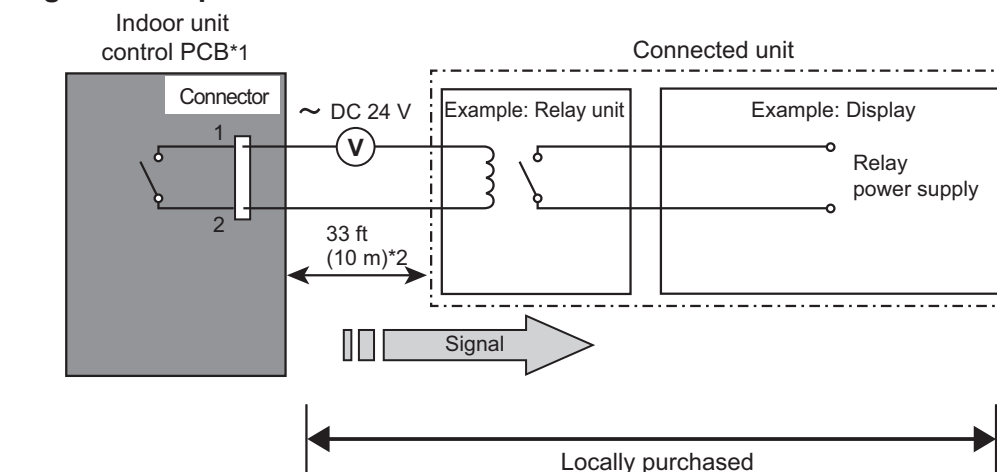 Indoor unit
control PCB*1
Connected unit
Connector
~ DC 24 V
Example: Relay unit
Example: Display
1
V
Relay
power supply
2
33 ft
(10 m)*2
Signal
Locally purchased